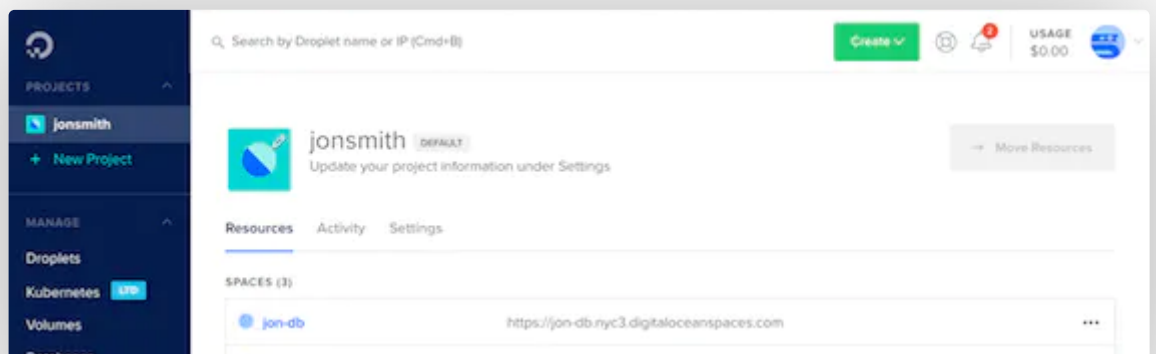 Search by Droplet name or IP (Cmd+B)
Create
2
USAGE
$0.00
PROJECTS
jonsmith
+ New Project
MANAGE
Droplets
Kubernetes LTD
Volumes
jonsmith DEFAULT
Update your project information under Settings
→ Move Resources
Resources Activity Settings
SPACES (3)
jon-db https://jon-db.nyc3.digitaloceanspaces.com ...